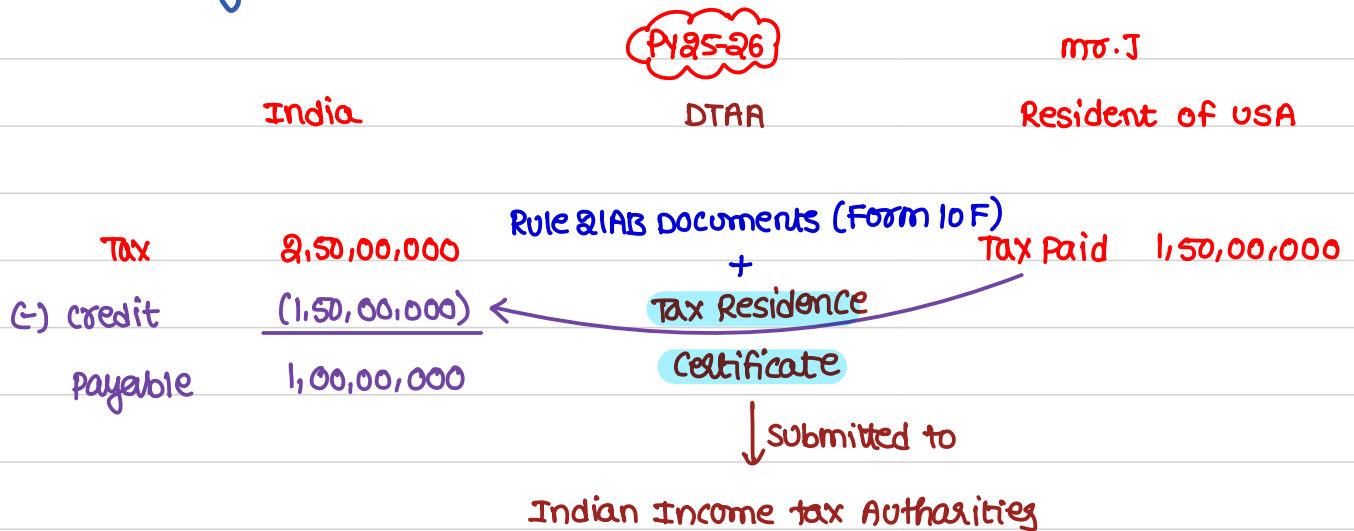 PY25-26 mr.J
India DTAA Resident of USA
Rule 21AB Documents (Form 10F)
Tax 2,50,00,000 + Tax Paid 1,50,00,000
(-) credit (1,50,00,000) Tax Residence
Payable 1,00,00,000 Certificate
Submitted to
Indian Income tax Autharities